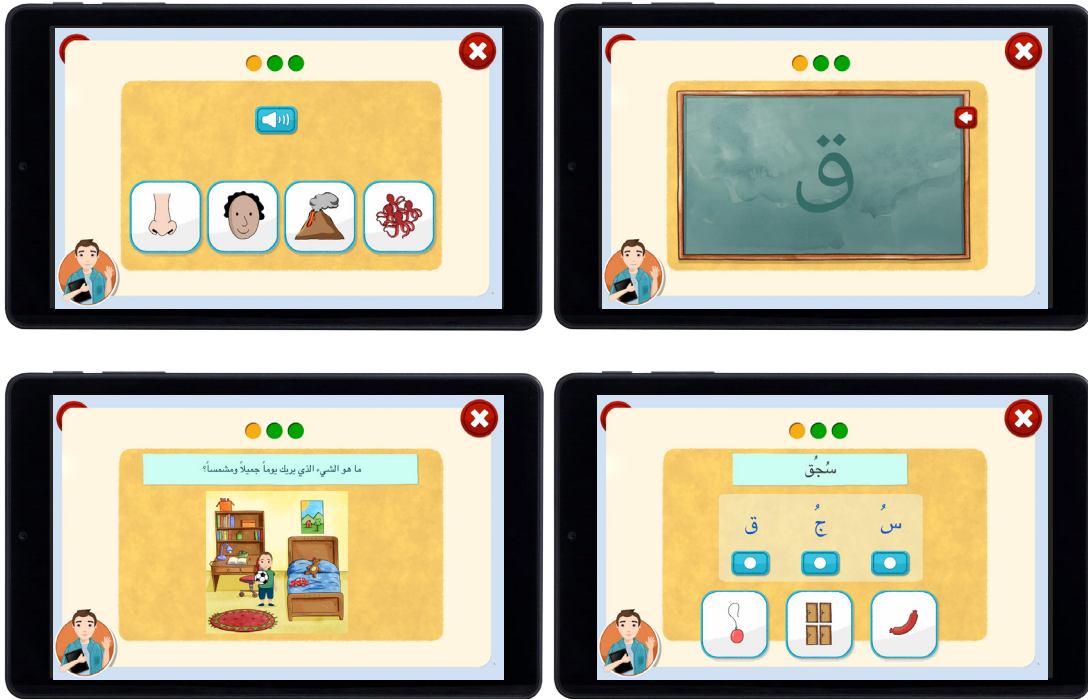 ق
ما هو الشيء الذي يريك يوماً جميلاً ومشمساً؟
سُجُق
سُ جُ ق